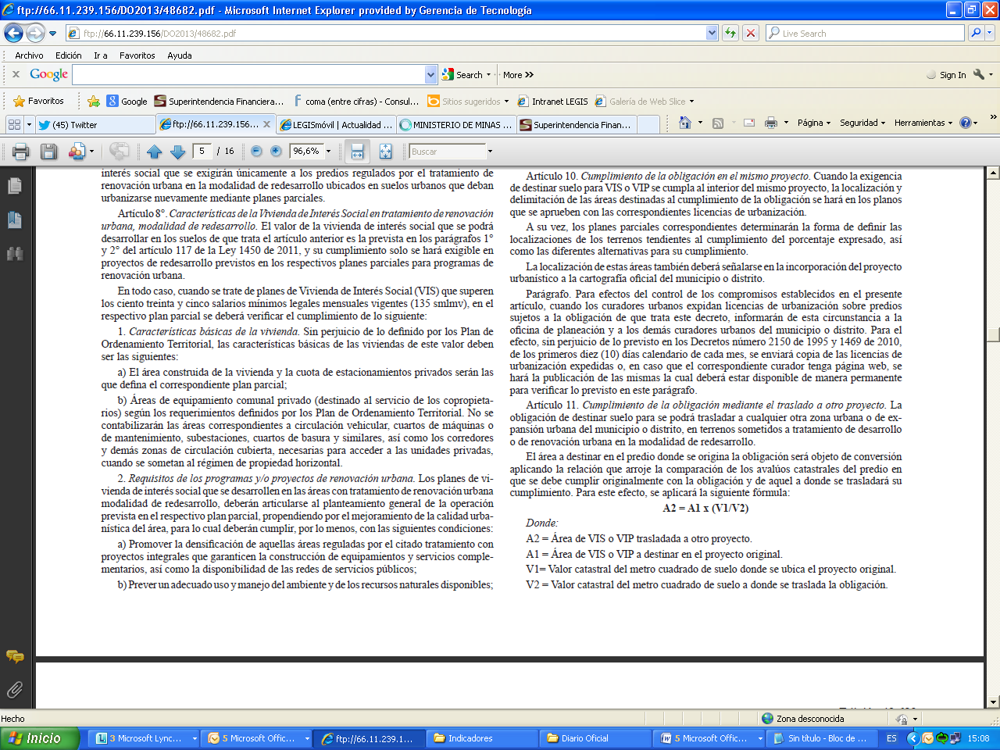 ftp://66.11.239.156/DO2013/48682.pdf - Microsoft Internet Explorer provided by Gerencia de Tecnología
ftp://66.11.239.156/DO2013/48682.pdf
Live Search
Archivo Edición Ir a Favoritos Ayuda
x Google Search More » Sign In
Favoritos Google Superintendencia Financiera... coma (entre cifras) - Consul... Sitios sugeridos Intranet LEGIS Galería de Web Slice
(45) Twitter ftp://66.11.239.156... LEGISmóvil | Actualidad ... MINISTERIO DE MINAS ... Superintendencia Finan... Página Seguridad Herramientas
5 / 16 96,6% Buscar
interés social que se exigirán únicamente a los predios regulados por el tratamiento de
renovación urbana en la modalidad de redesarrollo ubicados en suelos urbanos que deban
urbanizarse nuevamente mediante planes parciales.
Artículo 8°. Características de la Vivienda de Interés Social en tratamiento de renovación
urbana, modalidad de redesarrollo. El valor de la vivienda de interés social que se podrá
desarrollar en los suelos de que trata el artículo anterior es la prevista en los parágrafos 1°
y 2° del artículo 117 de la Ley 1450 de 2011, y su cumplimiento solo se hará exigible en
proyectos de redesarrollo previstos en los respectivos planes parciales para programas de
renovación urbana.
En todo caso, cuando se trate de planes de Vivienda de Interés Social (VIS) que superen
los ciento treinta y cinco salarios mínimos legales mensuales vigentes (135 smlmv), en el
respectivo plan parcial se deberá verificar el cumplimiento de lo siguiente:
1. Características básicas de la vivienda. Sin perjuicio de lo definido por los Plan de
Ordenamiento Territorial, las características básicas de las viviendas de este valor deben
ser las siguientes:
a) El área construida de la vivienda y la cuota de estacionamientos privados serán las
que defina el correspondiente plan parcial;
b) Áreas de equipamiento comunal privado (destinado al servicio de los copropieta-
rios) según los requerimientos definidos por los Plan de Ordenamiento Territorial. No se
contabilizarán las áreas correspondientes a circulación vehicular, cuartos de máquinas o
de mantenimiento, subestaciones, cuartos de basura y similares, así como los corredores
y demás zonas de circulación cubierta, necesarias para acceder a las unidades privadas,
cuando se sometan al régimen de propiedad horizontal.
2. Requisitos de los programas y/o proyectos de renovación urbana. Los planes de vi-
vienda de interés social que se desarrollen en las áreas con tratamiento de renovación urbana
modalidad de redesarrollo, deberán articularse al planteamiento general de la operación
prevista en el respectivo plan parcial, propendiendo por el mejoramiento de la calidad urba-
nística del área, para lo cual deberán cumplir, por lo menos, con las siguientes condiciones:
a) Promover la densificación de aquellas áreas reguladas por el citado tratamiento con
proyectos integrales que garanticen la construcción de equipamientos y servicios comple-
mentarios, así como la disponibilidad de las redes de servicios públicos;
b) Prever un adecuado uso y manejo del ambiente y de los recursos naturales disponibles;
Artículo 10. Cumplimiento de la obligación en el mismo proyecto. Cuando la exigencia
de destinar suelo para VIS o VIP se cumpla al interior del mismo proyecto, la localización y
delimitación de las áreas destinadas al cumplimiento de la obligación se hará en los planos
que se aprueben con las correspondientes licencias de urbanización.
A su vez, los planes parciales correspondientes determinarán la forma de definir las
localizaciones de los terrenos tendientes al cumplimiento del porcentaje expresado, así
como las diferentes alternativas para su cumplimiento.
La localización de estas áreas también deberá señalarse en la incorporación del proyecto
urbanístico a la cartografía oficial del municipio o distrito.
Parágrafo. Para efectos del control de los compromisos establecidos en el presente
artículo, cuando los curadores urbanos expidan licencias de urbanización sobre predios
sujetos a la obligación de que trata este decreto, informarán de esta circunstancia a la
oficina de planeación y a los demás curadores urbanos del municipio o distrito. Para el
efecto, sin perjuicio de lo previsto en los Decretos número 2150 de 1995 y 1469 de 2010,
de los primeros diez (10) días calendario de cada mes, se enviará copia de las licencias de
urbanización expedidas o, en caso que el correspondiente curador tenga página web, se
hará la publicación de las mismas la cual deberá estar disponible de manera permanente
para verificar lo previsto en este parágrafo.
Artículo 11. Cumplimiento de la obligación mediante el traslado a otro proyecto. La
obligación de destinar suelo para se podrá trasladar a cualquier otra zona urbana o de ex-
pansión urbana del municipio o distrito, en terrenos sometidos a tratamiento de desarrollo
o de renovación urbana en la modalidad de redesarrollo.
El área a destinar en el predio donde se origina la obligación será objeto de conversión
aplicando la relación que arroje la comparación de los avalúos catastrales del predio en
que se debe cumplir originalmente con la obligación y de aquel a donde se trasladará su
cumplimiento. Para este efecto, se aplicará la siguiente fórmula:
A2 = A1 x (V1/V2)
Donde:
A2 = Área de VIS o VIP trasladada a otro proyecto.
A1 = Área de VIS o VIP a destinar en el proyecto original.
V1= Valor catastral del metro cuadrado de suelo donde se ubica el proyecto original.
V2 = Valor catastral del metro cuadrado de suelo a donde se traslada la obligación.
Hecho Zona desconocida
Inicio 3 Microsoft Lync... 5 Microsoft Offic... ftp://66.11.239.1... Indicadores Diario Oficial 5 Microsoft Offic... Sin título - Bloc de ... ES 15:08